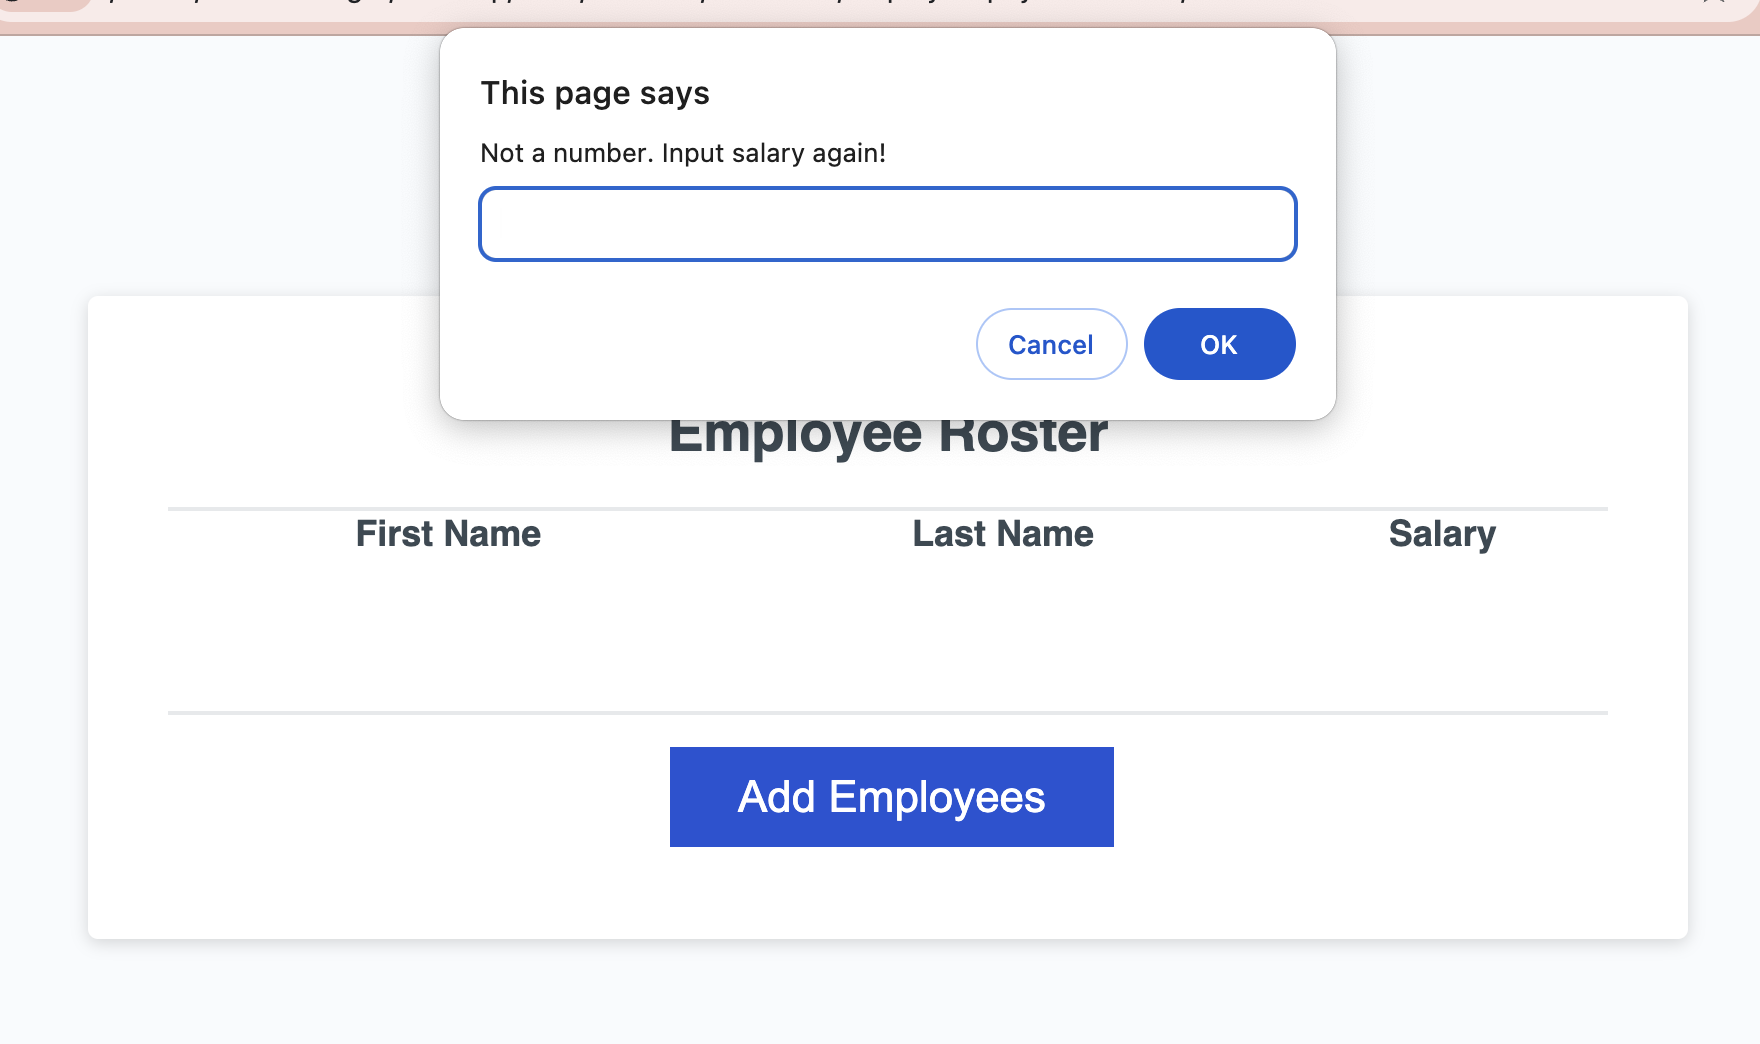 This page says
Not a number. Input salary again!
Cancel OK
Employee Roster
First Name Last Name Salary
Add Employees